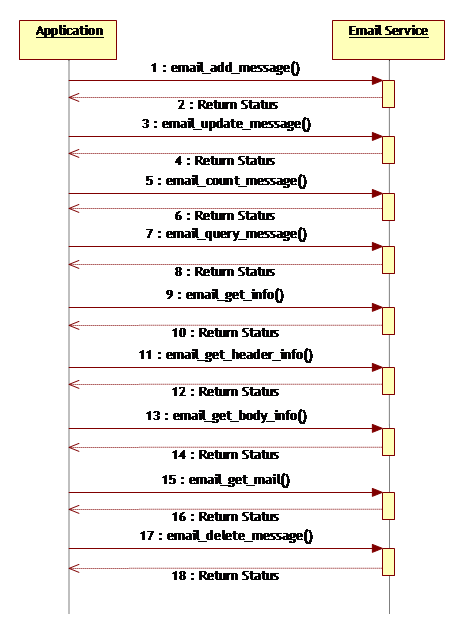 Application
Email Service
1 : email_add_message()
2 : Return Status
3 : email_update_message()
4 : Return Status
5 : email_count_message()
6 : Return Status
7 : email_query_message()
8 : Return Status
9 : email_get_info()
10 : Return Status
11 : email_get_header_info()
12 : Return Status
13 : email_get_body_info()
14 : Return Status
15 : email_get_mail()
16 : Return Status
17 : email_delete_message()
18 : Return Status